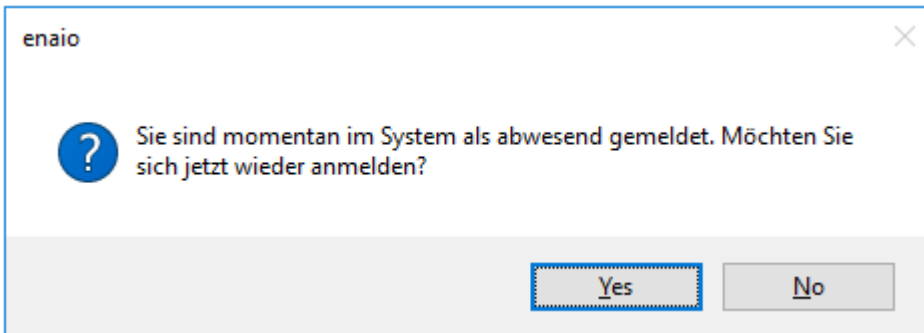 enaio
Sie sind momentan im System als abwesend gemeldet. Möchten Sie
sich jetzt wieder anmelden?
Yes
No